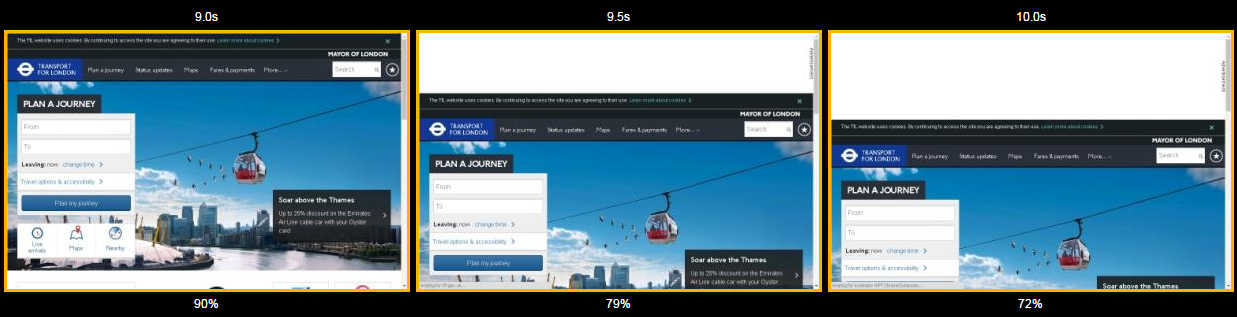 9.0s
9.5s
10.0s
The TfL website uses cookies. By continuing to access the site you are agreeing to their use. Learn more about cookies
MAYOR OF LONDON
TRANSPORT FOR LONDON
Plan a journey Status updates Maps Fares & payments More...
Search
PLAN A JOURNEY
From
To
Leaving: now change time
Travel options & accessibility
Plan my journey
Live arrivals
Maps
Nearby
Soar above the Thames
Up to 25% discount on the Emirates
Air Line cable car with your Oyster
card
90%
Advertisement
The TfL website uses cookies. By continuing to access the site you are agreeing to their use. Learn more about cookies
MAYOR OF LONDON
TRANSPORT FOR LONDON
Plan a journey Status updates Maps Fares & payments More...
Search
PLAN A JOURNEY
From
To
Leaving: now change time
Travel options & accessibility
Plan my journey
Soar above the Thames
Up to 25% discount on the Emirates
Air Line cable car with your Oyster
79%
Advertisement
The TfL website uses cookies. By continuing to access the site you are agreeing to their use. Learn more about cookies
MAYOR OF LONDON
TRANSPORT FOR LONDON
Plan a journey Status updates Maps Fares & payments More...
Search
PLAN A JOURNEY
From
To
Leaving: now change time
Travel options & accessibility
Soar above the Thames
72%